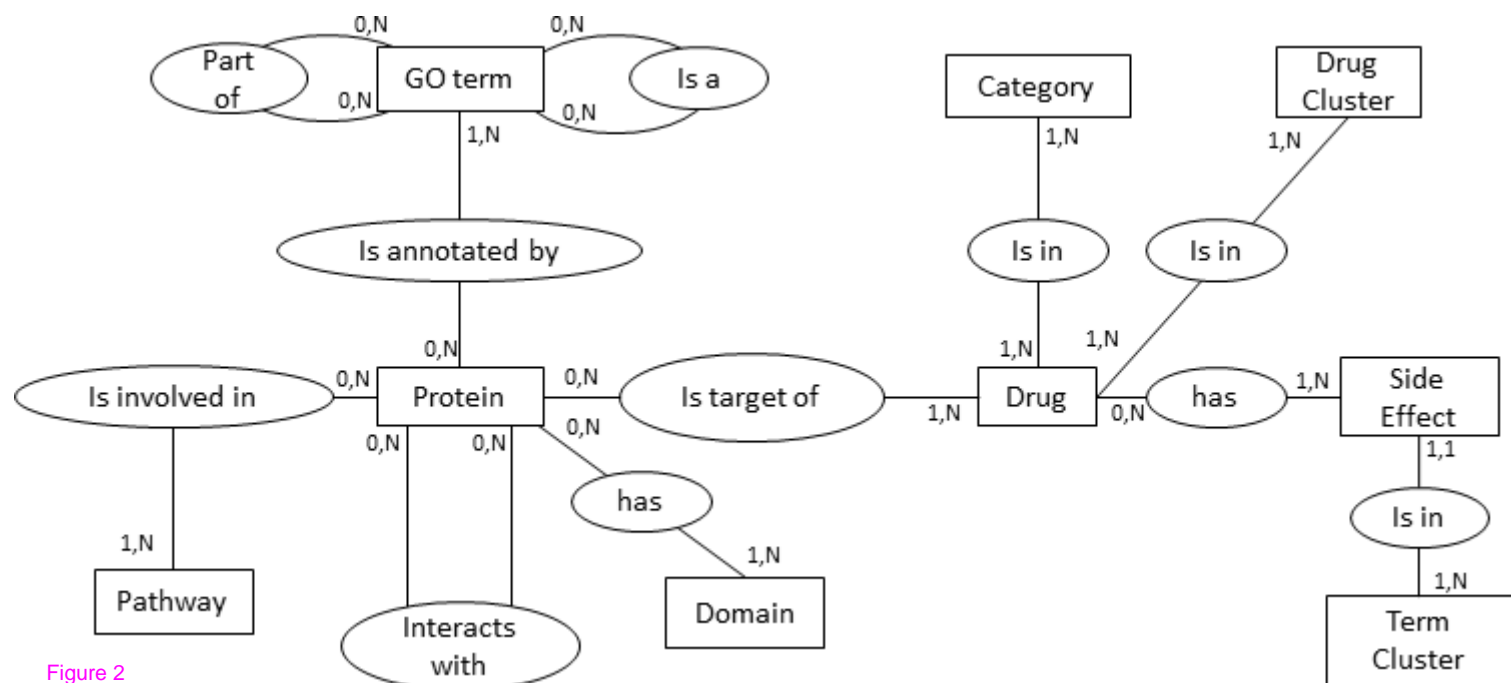 0,N
0,N
Part
of
GO term
Is a
0,N
0,N
Category
Drug
Cluster
1,N
1,N
1,N
Is annotated by
Is in
Is in
0,N
1,N
1,N
Is involved in
0,N
Protein
0,N
Is target of
1,N
Drug
0,N
has
1,N
Side
Effect
0,N
0,N
0,N
1,1
has
Is in
1,N
1,N
1,N
Pathway
Domain
Interacts
with
Term
Cluster
Figure 2